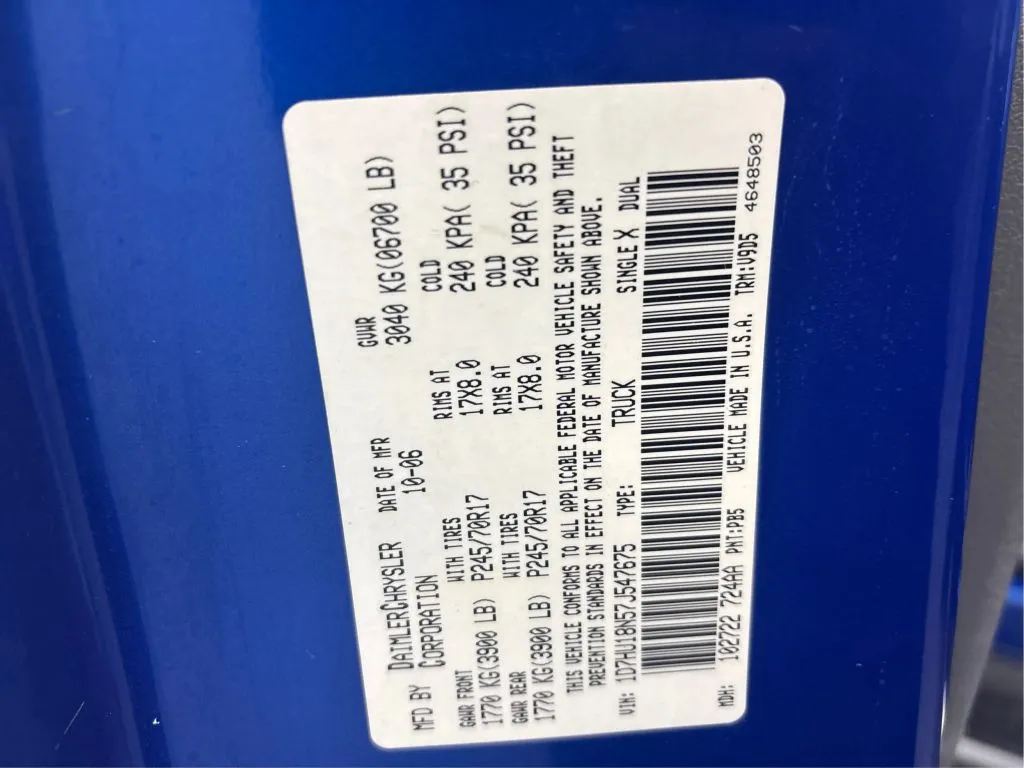 MFD BY DAIMLERCHRYSLER CORPORATION DATE OF MFR 10-06 GVWR 3040 KG(06700 LB)
GAWR FRONT WITH TIRES RIMS AT COLD
1770 KG(3900 LB) P245/70R17 17X8.0 240 KPA( 35 PSI)
GAWR REAR WITH TIRES RIMS AT COLD
1770 KG(3900 LB) P245/70R17 17X8.0 240 KPA( 35 PSI)
THIS VEHICLE CONFORMS TO ALL APPLICABLE FEDERAL MOTOR VEHICLE SAFETY AND THEFT
PREVENTION STANDARDS IN EFFECT ON THE DATE OF MANUFACTURE SHOWN ABOVE.
VIN: 1D7HU18N57J547675 TYPE: TRUCK SINGLE X DUAL
MDH: 102722 724AA PNT:PB5 VEHICLE MADE IN U.S.A. TRM:V9D5 4648503